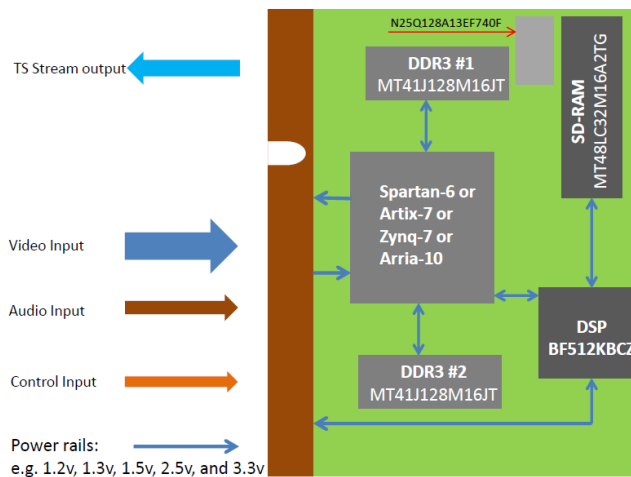 N25Q128A13EF740F
TS Stream output
DDR3 #1
MT41J128M16JT
SD-RAM
MT48LC32M16A2TG
Spartan-6 or
Artix-7 or
Zynq-7 or
Arria-10
Video Input
Audio Input
DSP
BF512KBCZ
DDR3 #2
MT41J128M16JT
Control Input
Power rails:
e.g. 1.2v, 1.3v, 1.5v, 2.5v, and 3.3v